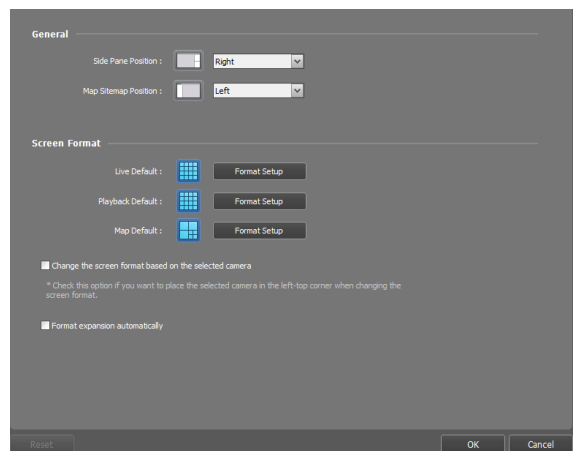 General
Side Pane Position : Right
Map Sitemap Position : Left
Screen Format
Live Default : Format Setup
Playback Default : Format Setup
Map Default : Format Setup
Change the screen format based on the selected camera
* Check this option if you want to place the selected camera in the left-top corner when changing the
screen format.
Format expansion automatically
Reset OK Cancel